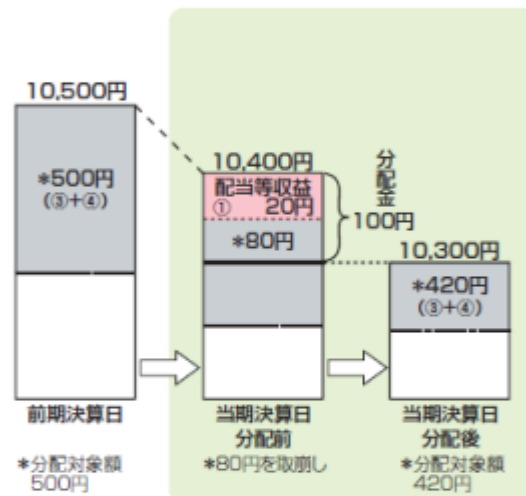 10,500円
*500円
(③+④)
前期決算日
*分配対象額
500円
10,400円
配当等収益
① 20円
*80円
分配金
100円
当期決算日
分配前
*80円を取崩し
10,300円
*420円
(③+④)
当期決算日
分配後
*分配対象額
420円